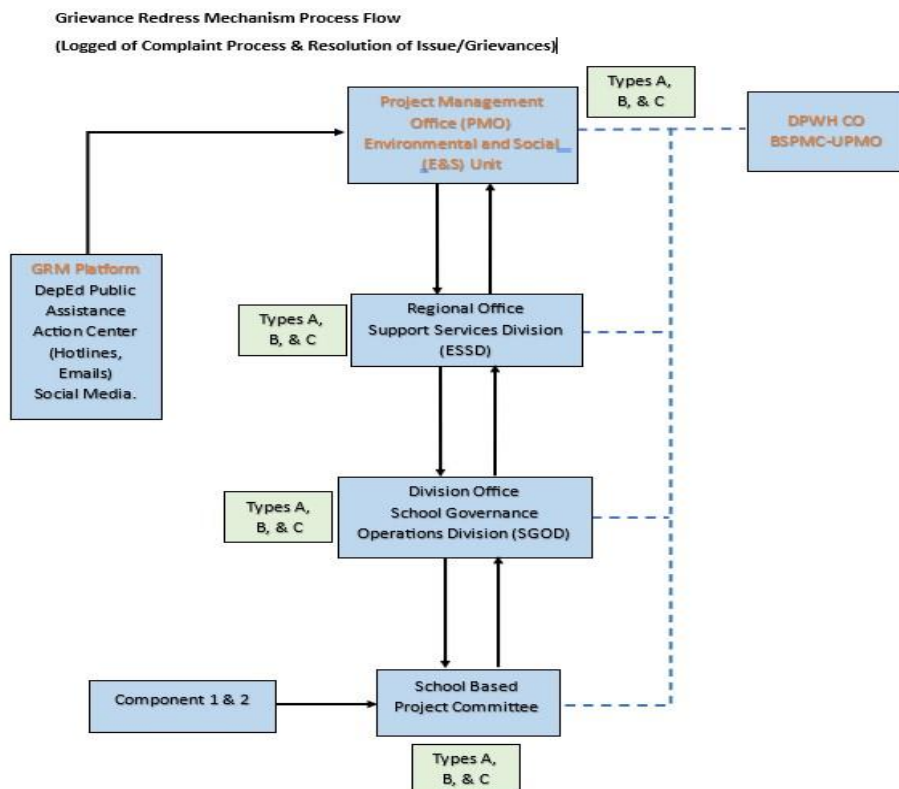 Grievance Redress Mechanism Process Flow
(Logged of Complaint Process & Resolution of Issue/Grievances)
Types A,
B, & C
Project Management
Office (PMO)
Environmental and Social
(E&S) Unit
DPWH CO
BSPMC-UPMO
GRM Platform
DepEd Public
Assistance
Action Center
(Hotlines,
Emails)
Social Media.
Types A,
B, & C
Regional Office
Support Services Division
(ESSD)
Types A,
B, & C
Division Office
School Governance
Operations Division (SGOD)
Component 1 & 2
School Based
Project Committee
Types A,
B, & C